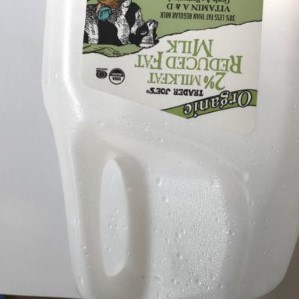 Organic
TRADER JOE'S
2% MILKFAT
REDUCED FAT
MILK
VITAMIN A & D
38% LESS FAT THAN REGULAR MILK